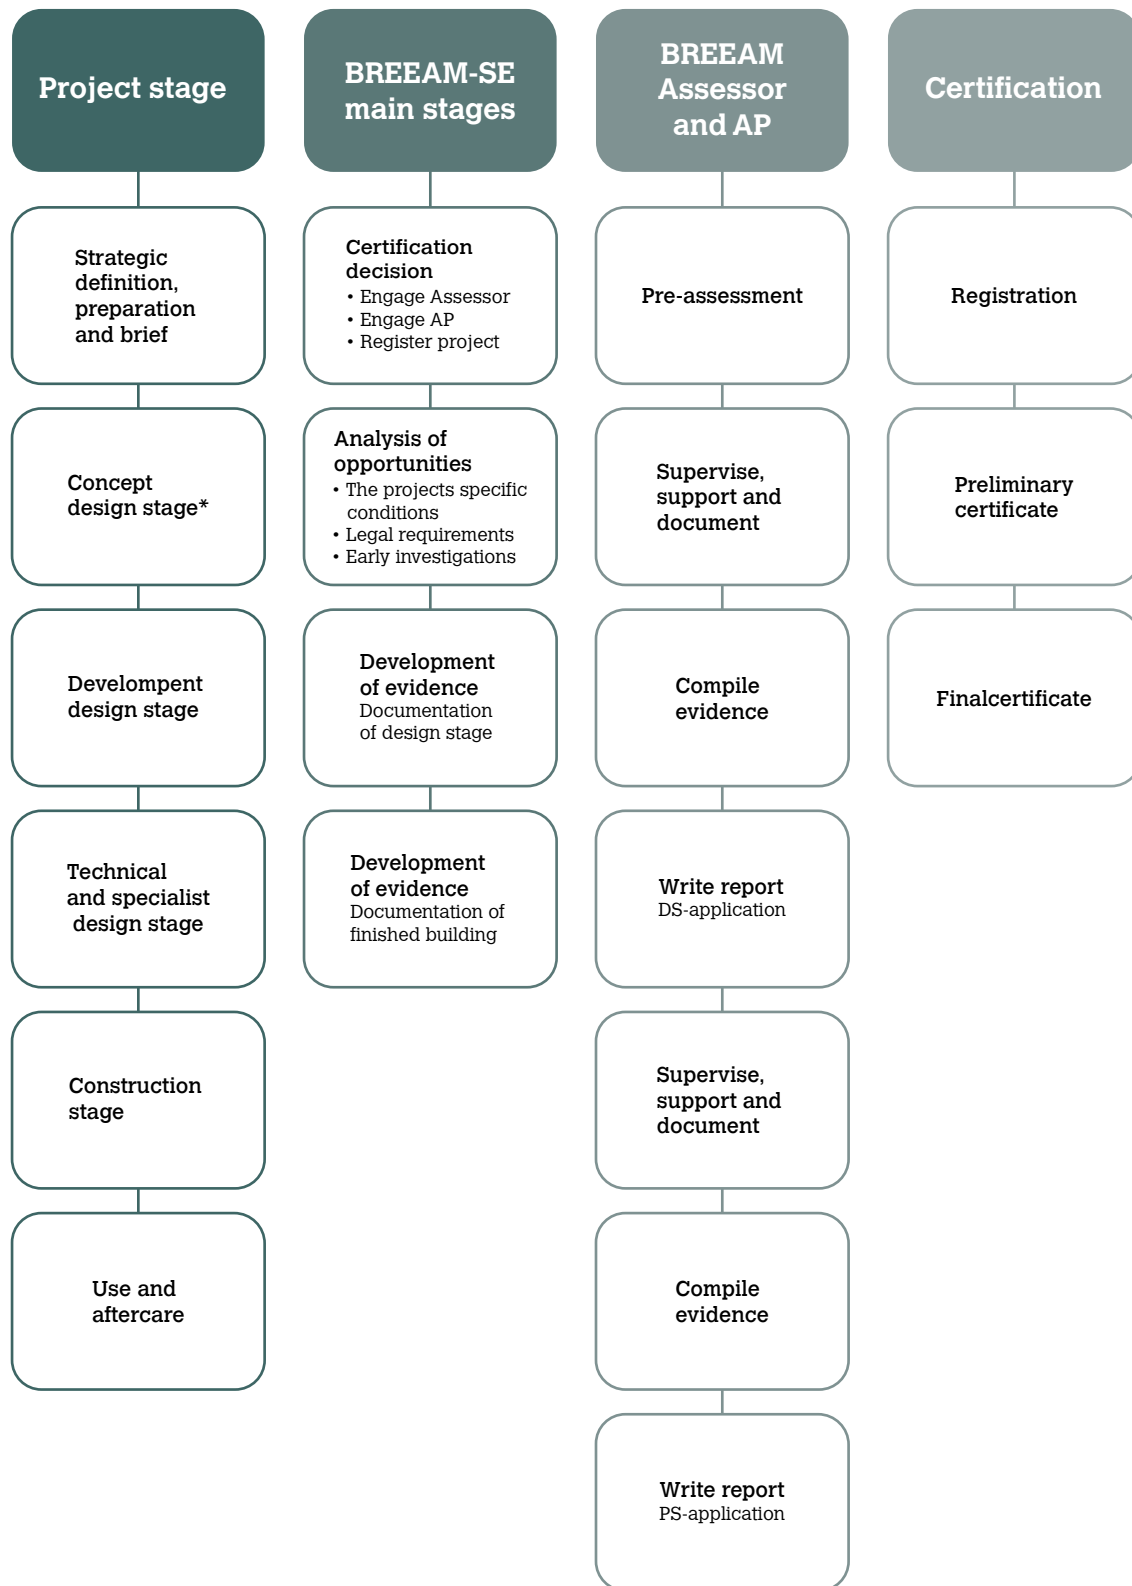 Project stage
Strategic
definition,
preparation
and brief
Concept
design stage*
Develompent
design stage
Technical
and specialist
design stage
Construction
stage
Use and
aftercare
BREEAM-SE
main stages
Certification
decision
• Engage Assessor
• Engage AP
• Register project
Analysis of
opportunities
• The projects specific
conditions
• Legal requirements
• Early investigations
Development
of evidence
Documentation
of design stage
Development
of evidence
Documentation of
finished building
BREEAM
Assessor
and AP
Pre-assessment
Supervise,
support and
document
Compile
evidence
Write report
DS-application
Supervise,
support and
document
Compile
evidence
Write report
PS-application
Certification
Registration
Preliminary
certificate
Finalcertificate